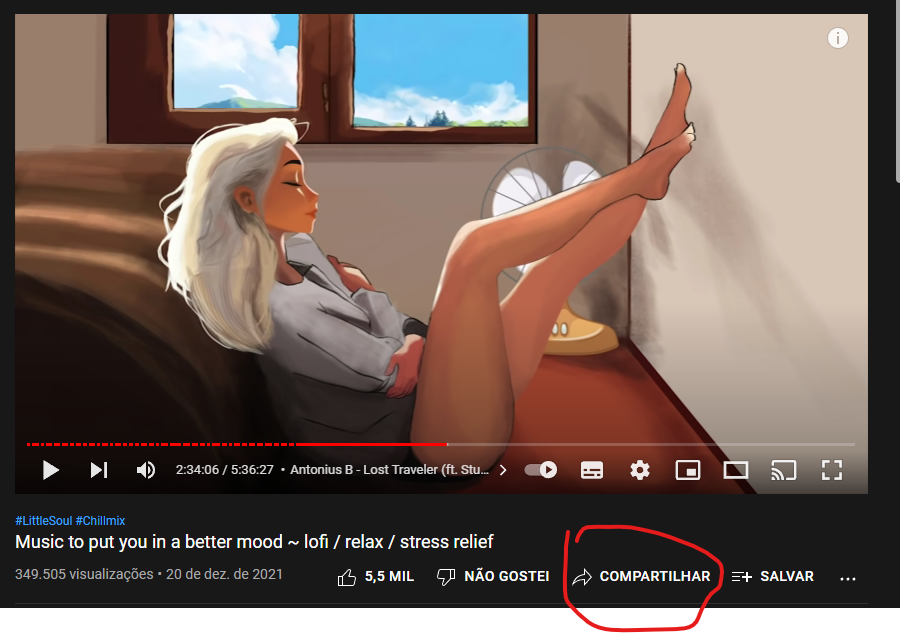 2:34:06 / 5:36:27 • Antonius B - Lost Traveler (ft. Stu...
#LittleSoul #Chillmix
Music to put you in a better mood ~ lofi / relax / stress relief
349.505 visualizações • 20 de dez. de 2021 5,5 MIL NÃO GOSTEI COMPARTILHAR SALVAR ...